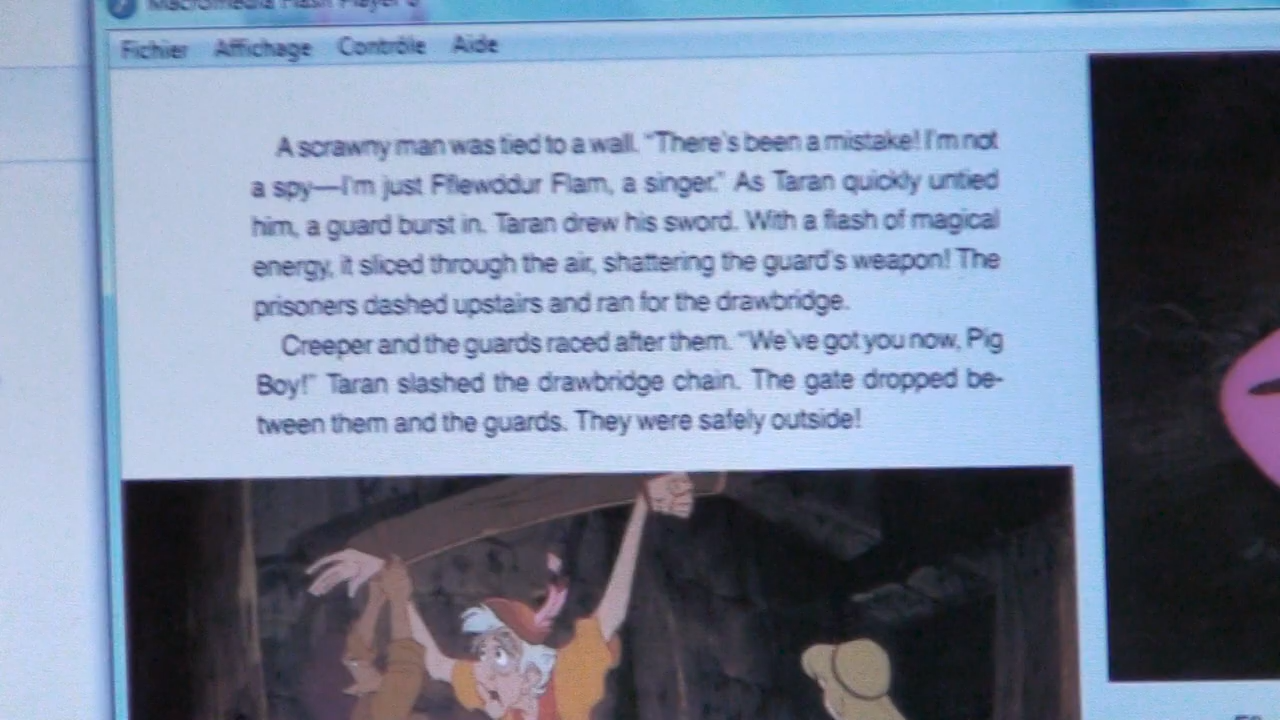 Macromedia Flash Player 8
Fichier Affichage Contrôle Aide
A scrawny man was tied to a wall. "There's been a mistake! I'm not
a spy—I'm just Fflewddur Flam, a singer." As Taran quickly untied
him, a guard burst in. Taran drew his sword. With a flash of magical
energy, it sliced through the air, shattering the guard's weapon! The
prisoners dashed upstairs and ran for the drawbridge.
Creeper and the guards raced after them. "We've got you now, Pig
Boy!" Taran slashed the drawbridge chain. The gate dropped be-
tween them and the guards. They were safely outside!